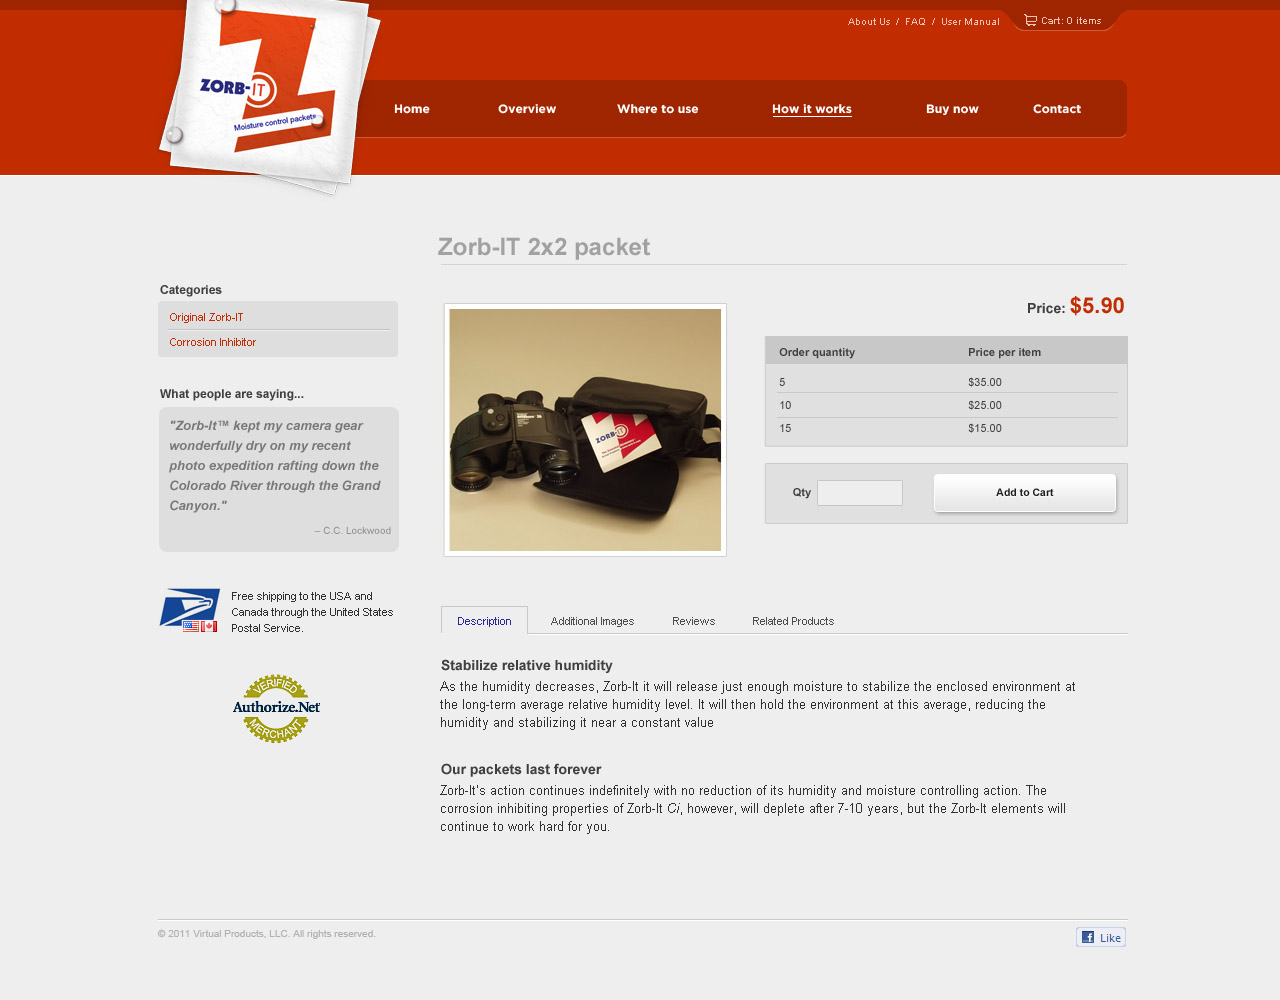 About Us / FAQ / User Manual
Cart: 0 items
ZORB-IT
Moisture control packets
Home
Overview
Where to use
How it works
Buy now
Contact
Zorb-IT 2x2 packet
Categories
Original Zorb-IT
Corrosion Inhibitor
What people are saying...
"Zorb-It™ kept my camera gear
wonderfully dry on my recent
photo expedition rafting down the
Colorado River through the Grand
Canyon."
– C.C. Lockwood
Free shipping to the USA and
Canada through the United States
Postal Service.
VERIFIED
Authorize.Net
MERCHANT
ZORB-IT
Price: $5.90
Order quantity Price per item
5 $35.00
10 $25.00
15 $15.00
Qty
Add to Cart
Description
Additional Images
Reviews
Related Products
Stabilize relative humidity
As the humidity decreases, Zorb-It it will release just enough moisture to stabilize the enclosed environment at
the long-term average relative humidity level. It will then hold the environment at this average, reducing the
humidity and stabilizing it near a constant value
Our packets last forever
Zorb-It's action continues indefinitely with no reduction of its humidity and moisture controlling action. The
corrosion inhibiting properties of Zorb-It Ci, however, will deplete after 7-10 years, but the Zorb-It elements will
continue to work hard for you.
© 2011 Virtual Products, LLC. All rights reserved.
Like